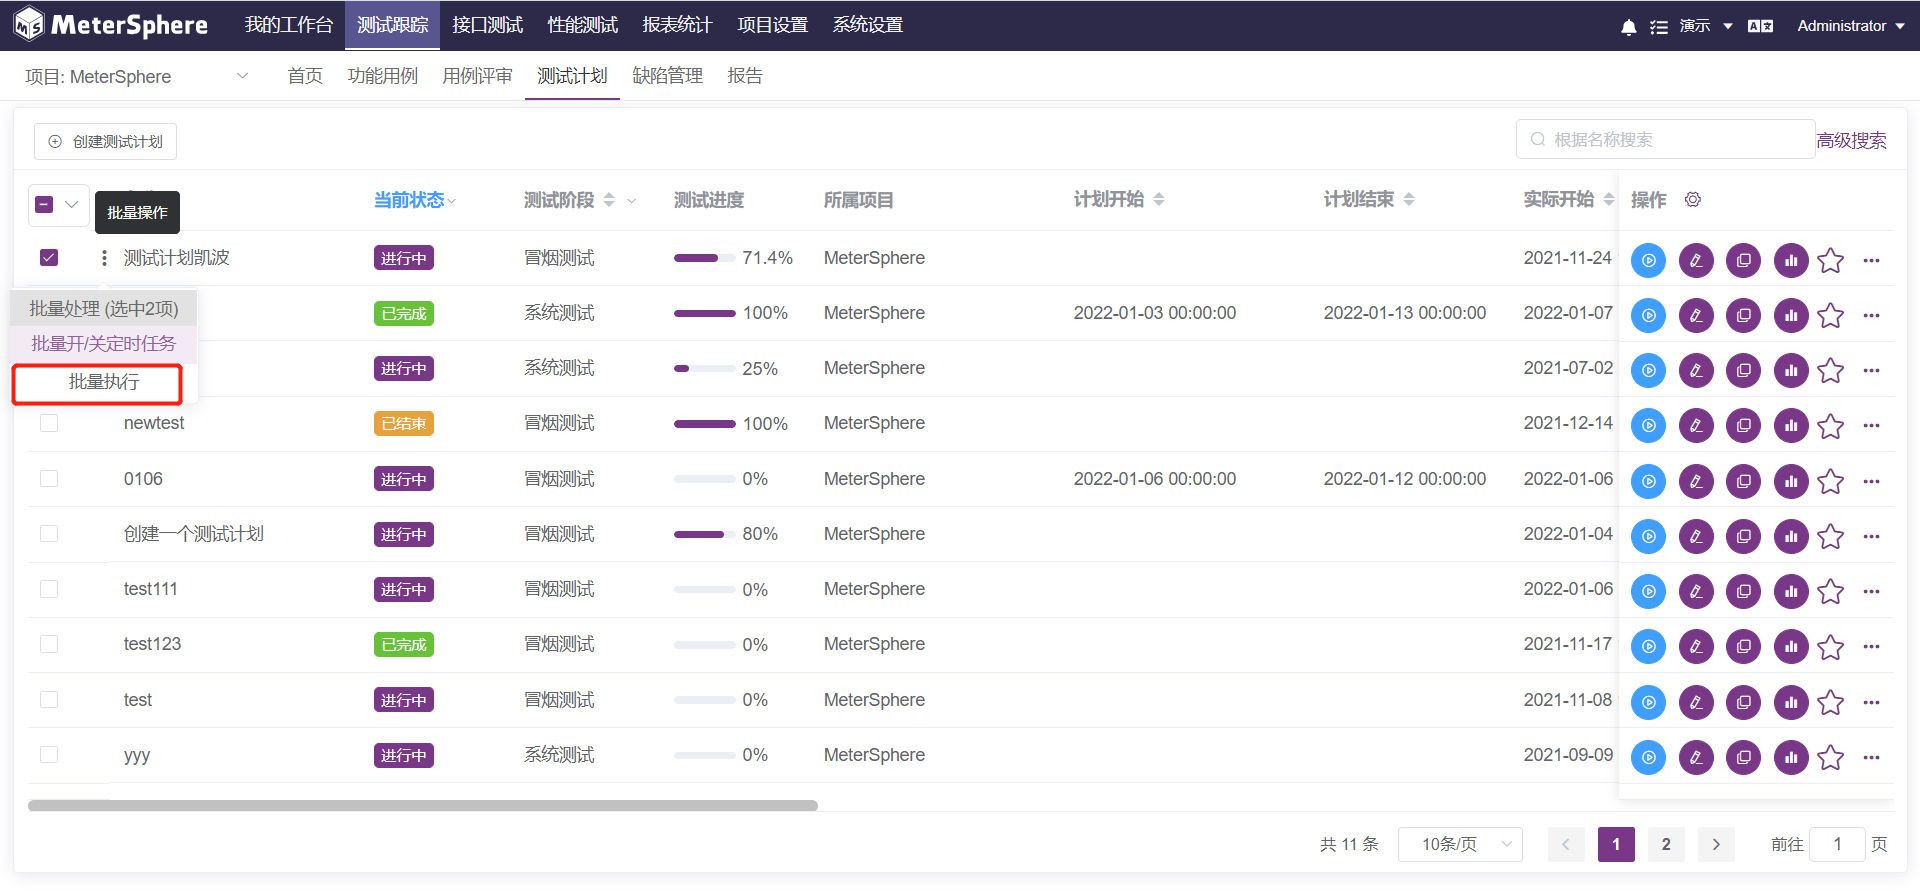 MeterSphere 我的工作台 测试跟踪 接口测试 性能测试 报表统计 项目设置 系统设置 演示 Administrator
项目: MeterSphere 首页 功能用例 用例评审 测试计划 缺陷管理 报告
创建测试计划 根据名称搜索 高级搜索
批量操作 当前状态 测试阶段 测试进度 所属项目 计划开始 计划结束 实际开始 操作
测试计划凯波 进行中 冒烟测试 71.4% MeterSphere 2021-11-24
批量处理 (选中2项) 已完成 系统测试 100% MeterSphere 2022-01-03 00:00:00 2022-01-13 00:00:00 2022-01-07
批量开/关定时任务
进行中 系统测试 25% MeterSphere 2021-07-02
批量执行
newtest 已结束 冒烟测试 100% MeterSphere 2021-12-14
0106 进行中 冒烟测试 0% MeterSphere 2022-01-06 00:00:00 2022-01-12 00:00:00 2022-01-06
创建一个测试计划 进行中 冒烟测试 80% MeterSphere 2022-01-04
test111 进行中 冒烟测试 0% MeterSphere 2022-01-06
test123 已完成 冒烟测试 0% MeterSphere 2021-11-17
test 进行中 冒烟测试 0% MeterSphere 2021-11-08
yyy 进行中 系统测试 0% MeterSphere 2021-09-09
共 11 条 10条/页 1 2 前往 1 页